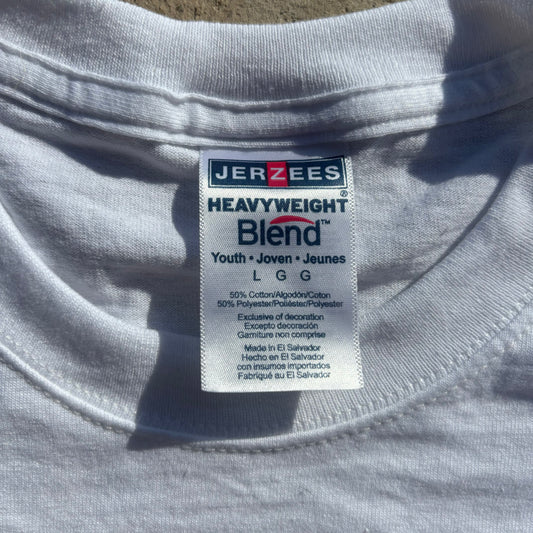 JERZEES
®
HEAVYWEIGHT
Blend™
Youth • Joven • Jeunes
L G G
50% Cotton/Algodón/Coton
50% Polyester/Poliéster/Polyester
Exclusive of decoration
Excepto decoración
Garniture non comprise
Made in El Salvador
Hecho en El Salvador
con insumos importados
Fabriqué au El Salvador